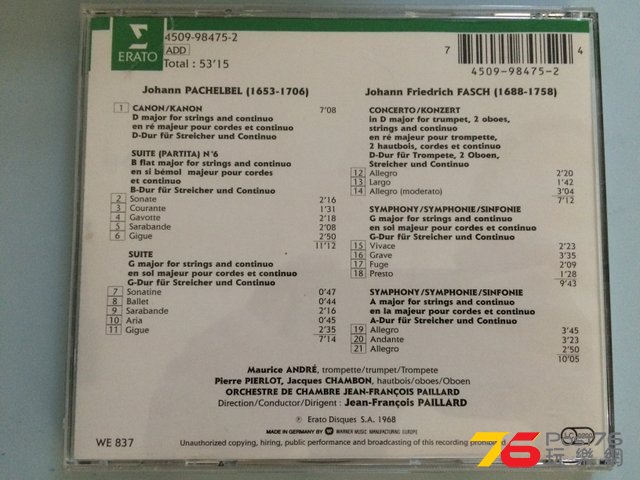 ERATO
4509-98475-2
ADD
Total : 53'15
7 4509-98475-2 4
Johann PACHELBEL (1653-1706)
1 CANON/KANON 7'08
D major for strings and continuo
en ré majeur pour cordes et continuo
D-Dur für Streicher und Continuo
SUITE (PARTITA) N°6
B flat major for strings and continuo
en si bémol majeur pour cordes
et continuo
B-Dur für Streicher und Continuo
2 Sonate 2'16
3 Courante 1'31
4 Gavotte 2'18
5 Sarabande 2'08
6 Gigue 2'50
11'12
SUITE
G major for strings and continuo
en sol majeur pour cordes et continuo
G-Dur für Streicher und Continuo
7 Sonatine 0'47
8 Ballet 0'44
9 Sarabande 2'16
10 Aria 0'45
11 Gigue 2'35
7'14
Johann Friedrich FASCH (1688-1758)
CONCERTO/KONZERT
in D major for trumpet, 2 oboes,
strings and continuo
en ré majeur pour trompette,
2 hautbois, cordes et continuo
D-Dur für Trompete, 2 Oboen,
Streicher und Continuo
12 Allegro 2'20
13 Largo 1'42
14 Allegro (moderato) 3'04
7'12
SYMPHONY/SYMPHONIE/SINFONIE
G major for strings and continuo
en sol majeur pour cordes et continuo
G-Dur für Streicher und Continuo
15 Vivace 2'23
16 Grave 3'35
17 Fuge 2'09
18 Presto 1'28
9'43
SYMPHONY/SYMPHONIE/SINFONIE
A major for strings and continuo
en la majeur pour cordes et continuo
A-Dur für Streicher und Continuo
19 Allegro 3'45
20 Andante 3'23
21 Allegro 2'50
10'05
Maurice ANDRÉ, trompette/trumpet/Trompete
Pierre PIERLOT, Jacques CHAMBON, hautbois/oboes/Oboen
ORCHESTRE DE CHAMBRE JEAN-FRANÇOIS PAILLARD
Direction/Conductor/Dirigent : Jean-François PAILLARD
℗ Erato Disques S.A. 1968
MADE IN GERMANY BY WARNER MUSIC MANUFACTURING EUROPE
WE 837
Unauthorized copying, hiring, public performance and broadcasting of this recording prohibited
76 POST76
玩樂網